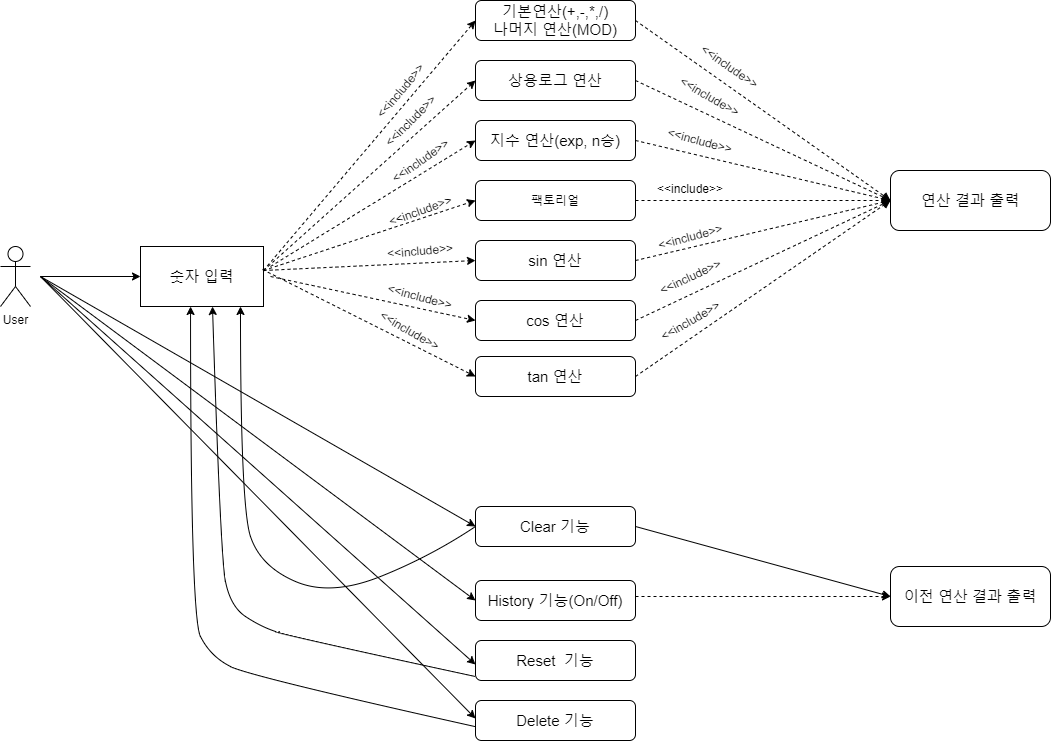 기본연산(+,-,*,/)
나머지 연산(MOD)
<<include>>
<<include>>
상용로그 연산
<<include>>
<<include>>
지수 연산(exp, n승)
<<include>>
<<include>>
팩토리얼
<<include>>
연산 결과 출력
<<include>>
sin 연산
<<include>>
<<include>>
User
숫자 입력
cos 연산
<<include>>
<<include>>
tan 연산
<<include>>
<<include>>
Clear 기능
History 기능(On/Off)
이전 연산 결과 출력
Reset  기능
Delete 기능